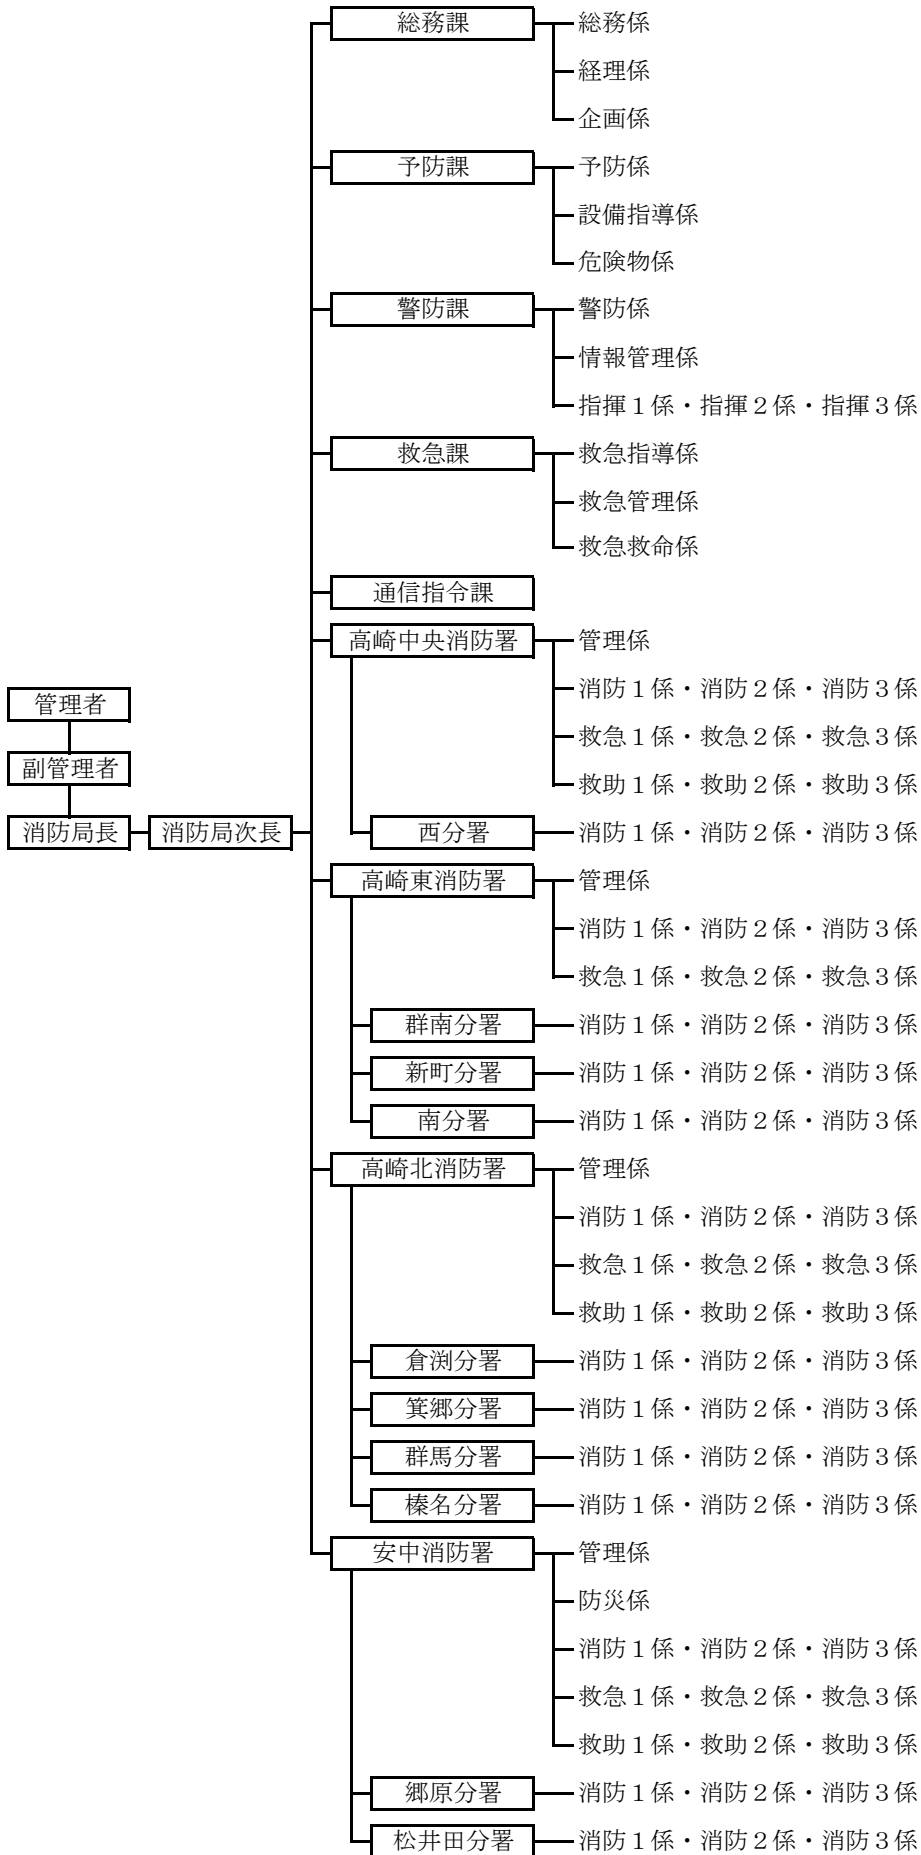 総務課 総務係
経理係
企画係
予防課 予防係
設備指導係
危険物係
警防課 警防係
情報管理係
指揮1係・指揮2係・指揮3係
救急課 救急指導係
救急管理係
救急救命係
通信指令課
高崎中央消防署 管理係
消防1係・消防2係・消防3係
管理者
救急1係・救急2係・救急3係
副管理者
救助1係・救助2係・救助3係
消防局長 消防局次長 西分署 消防1係・消防2係・消防3係
高崎東消防署 管理係
消防1係・消防2係・消防3係
救急1係・救急2係・救急3係
群南分署 消防1係・消防2係・消防3係
新町分署 消防1係・消防2係・消防3係
南分署 消防1係・消防2係・消防3係
高崎北消防署 管理係
消防1係・消防2係・消防3係
救急1係・救急2係・救急3係
救助1係・救助2係・救助3係
倉渕分署 消防1係・消防2係・消防3係
箕郷分署 消防1係・消防2係・消防3係
群馬分署 消防1係・消防2係・消防3係
榛名分署 消防1係・消防2係・消防3係
安中消防署 管理係
防災係
消防1係・消防2係・消防3係
救急1係・救急2係・救急3係
救助1係・救助2係・救助3係
郷原分署 消防1係・消防2係・消防3係
松井田分署 消防1係・消防2係・消防3係